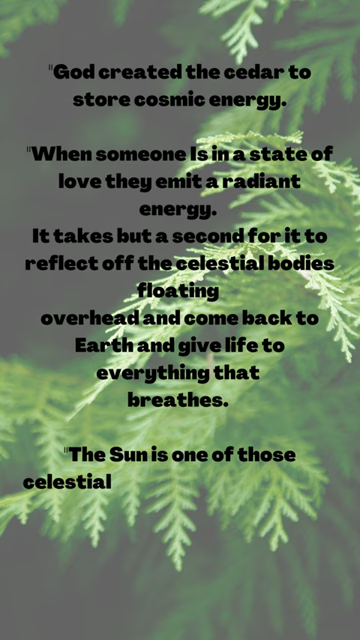 "God created the cedar to
store cosmic energy.
"When someone Is in a state of
love they emit a radiant
energy.
It takes but a second for it to
reflect off the celestial bodies
floating
overhead and come back to
Earth and give life to
everything that
breathes.
"The Sun is one of those
celestial